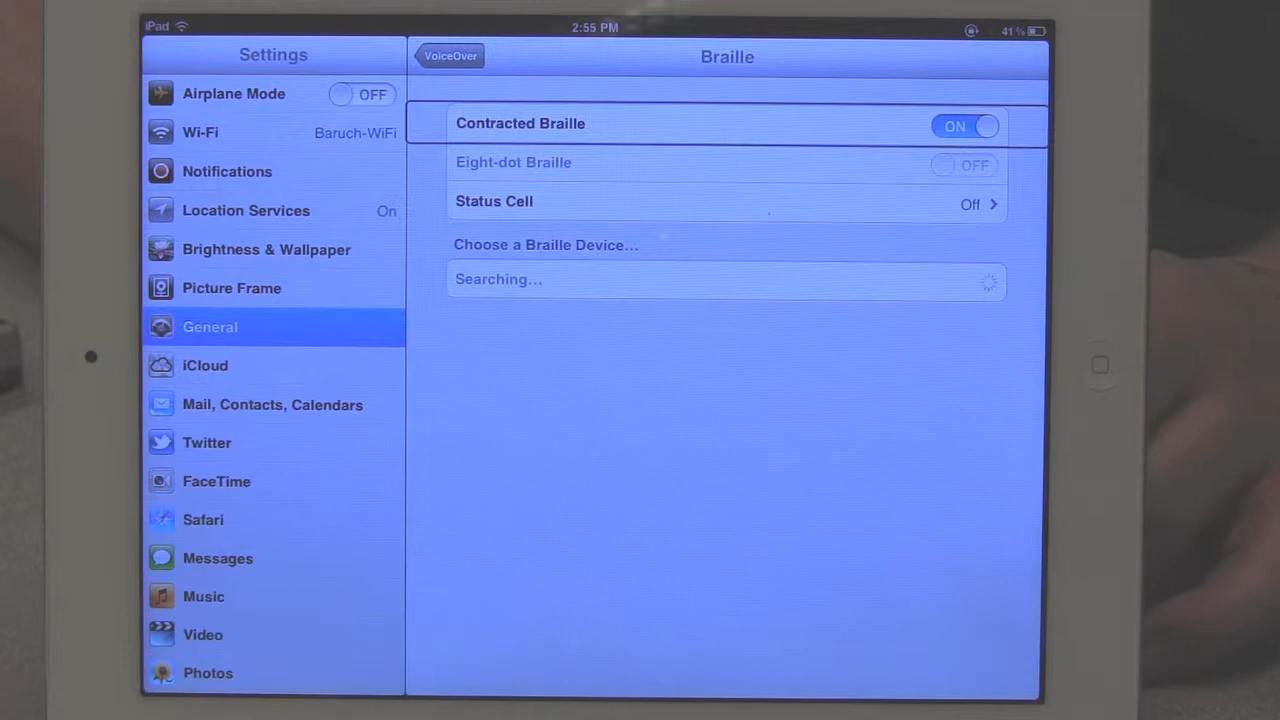 iPad 2:55 PM 41 %
Settings
Airplane Mode OFF
Wi-Fi Baruch-WiFi
Notifications
Location Services On
Brightness & Wallpaper
Picture Frame
General
iCloud
Mail, Contacts, Calendars
Twitter
FaceTime
Safari
Messages
Music
Video
Photos
VoiceOver Braille
Contracted Braille ON
Eight-dot Braille OFF
Status Cell Off
Choose a Braille Device...
Searching...